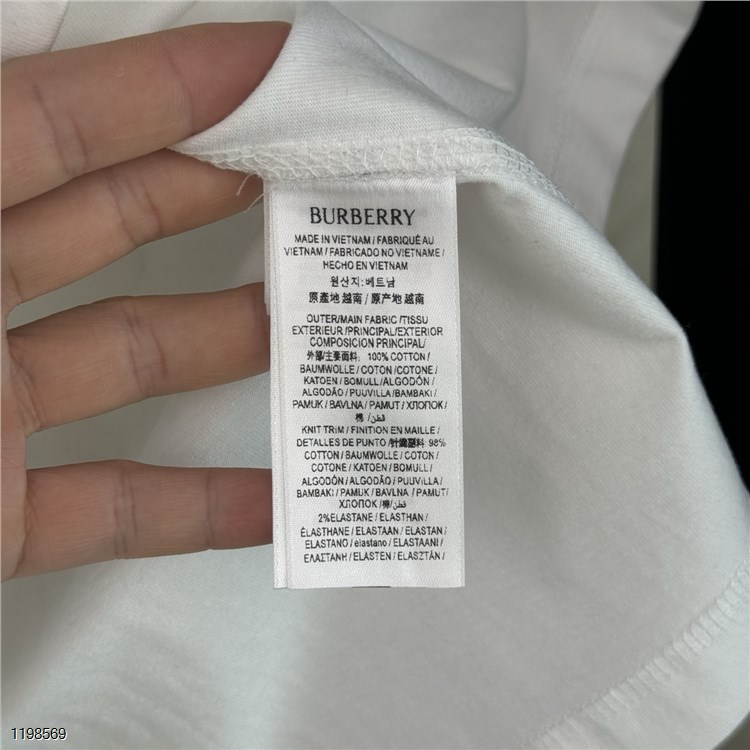 BURBERRY
MADE IN VIETNAM / FABRIQUÉ AU
VIETNAM / FABRICADO NO VIETNAME /
HECHO EN VIETNAM
원산지: 베트남
原產地 越南 / 原产地 越南
OUTER/MAIN FABRIC /TISSU
EXTERIEUR /PRINCIPAL/EXTERIOR
COMPOSICION PRINCIPAL/
外部/主要面料: 100% COTTON /
BAUMWOLLE / COTON /COTONE /
KATOEN / BOMULL /ALGODÓN /
ALGODÃO / PUUVILLA /BAMBAKI /
PAMUK / BAVLNA / PAMUT / ХЛОПОК /
棉 /قطن/
KNIT TRIM / FINITION EN MAILLE /
DETALLES DE PUNTO /針織面料 98%
COTTON / BAUMWOLLE / COTON /
COTONE / KATOEN / BOMULL /
ALGODÓN / ALGODÃO / PUUVILLA /
BAMBAKI / PAMUK / BAVLNA / PAMUT/
ХЛОПОК /棉/قطن
2%ELASTANE / ELASTHAN /
ÉLASTHANE / ELASTAAN / ELASTAN /
ELASTANO / elastano / ELASTAANI /
ΕΛΑΣΤΑΝΗ / ELASTEN / ELASZTÁN /
1198569